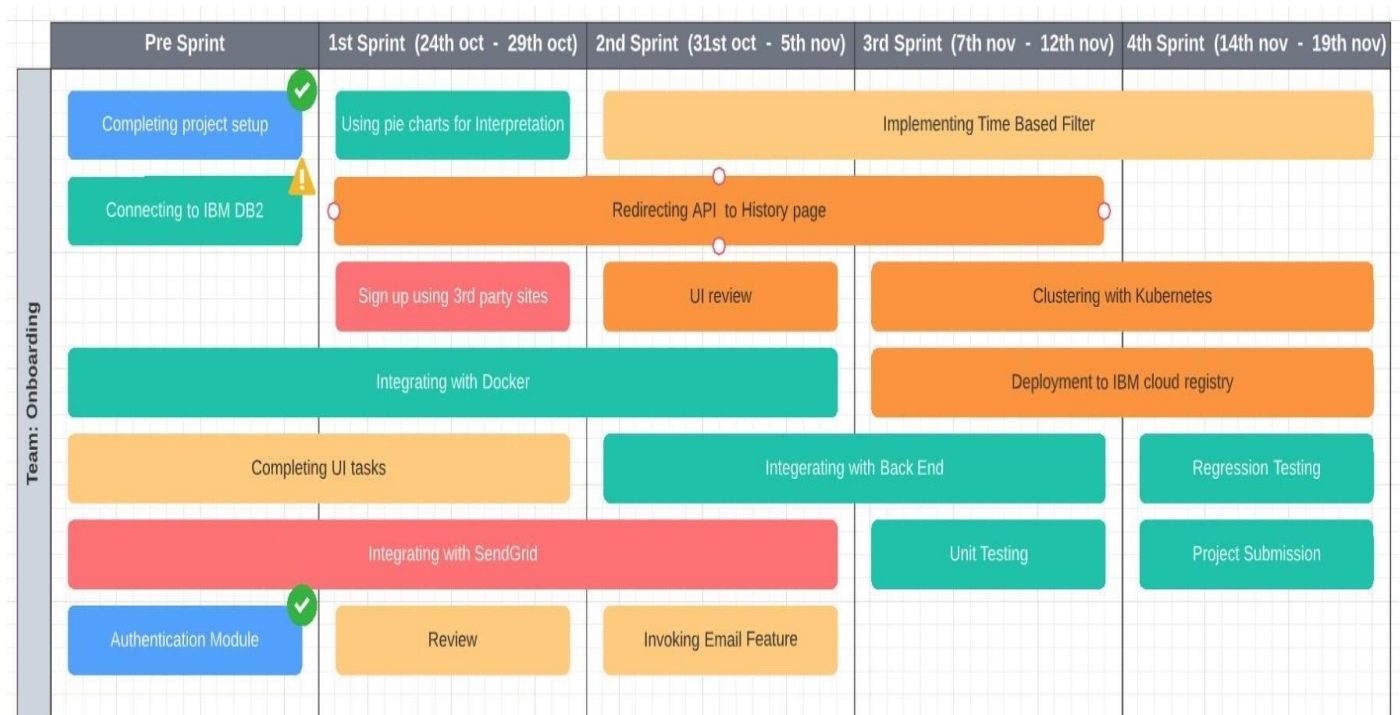 Pre Sprint
1st Sprint (24th oct - 29th oct)
2nd Sprint (31st oct - 5th nov)
3rd Sprint (7th nov - 12th nov)
4th Sprint (14th nov - 19th nov)
Team: Onboarding
Completing project setup
Using pie charts for Interpretation
Implementing Time Based Filter
Connecting to IBM DB2
Redirecting API to History page
Sign up using 3rd party sites
UI review
Clustering with Kubernetes
Integrating with Docker
Deployment to IBM cloud registry
Completing UI tasks
Integerating with Back End
Regression Testing
Integrating with SendGrid
Unit Testing
Project Submission
Authentication Module
Review
Invoking Email Feature